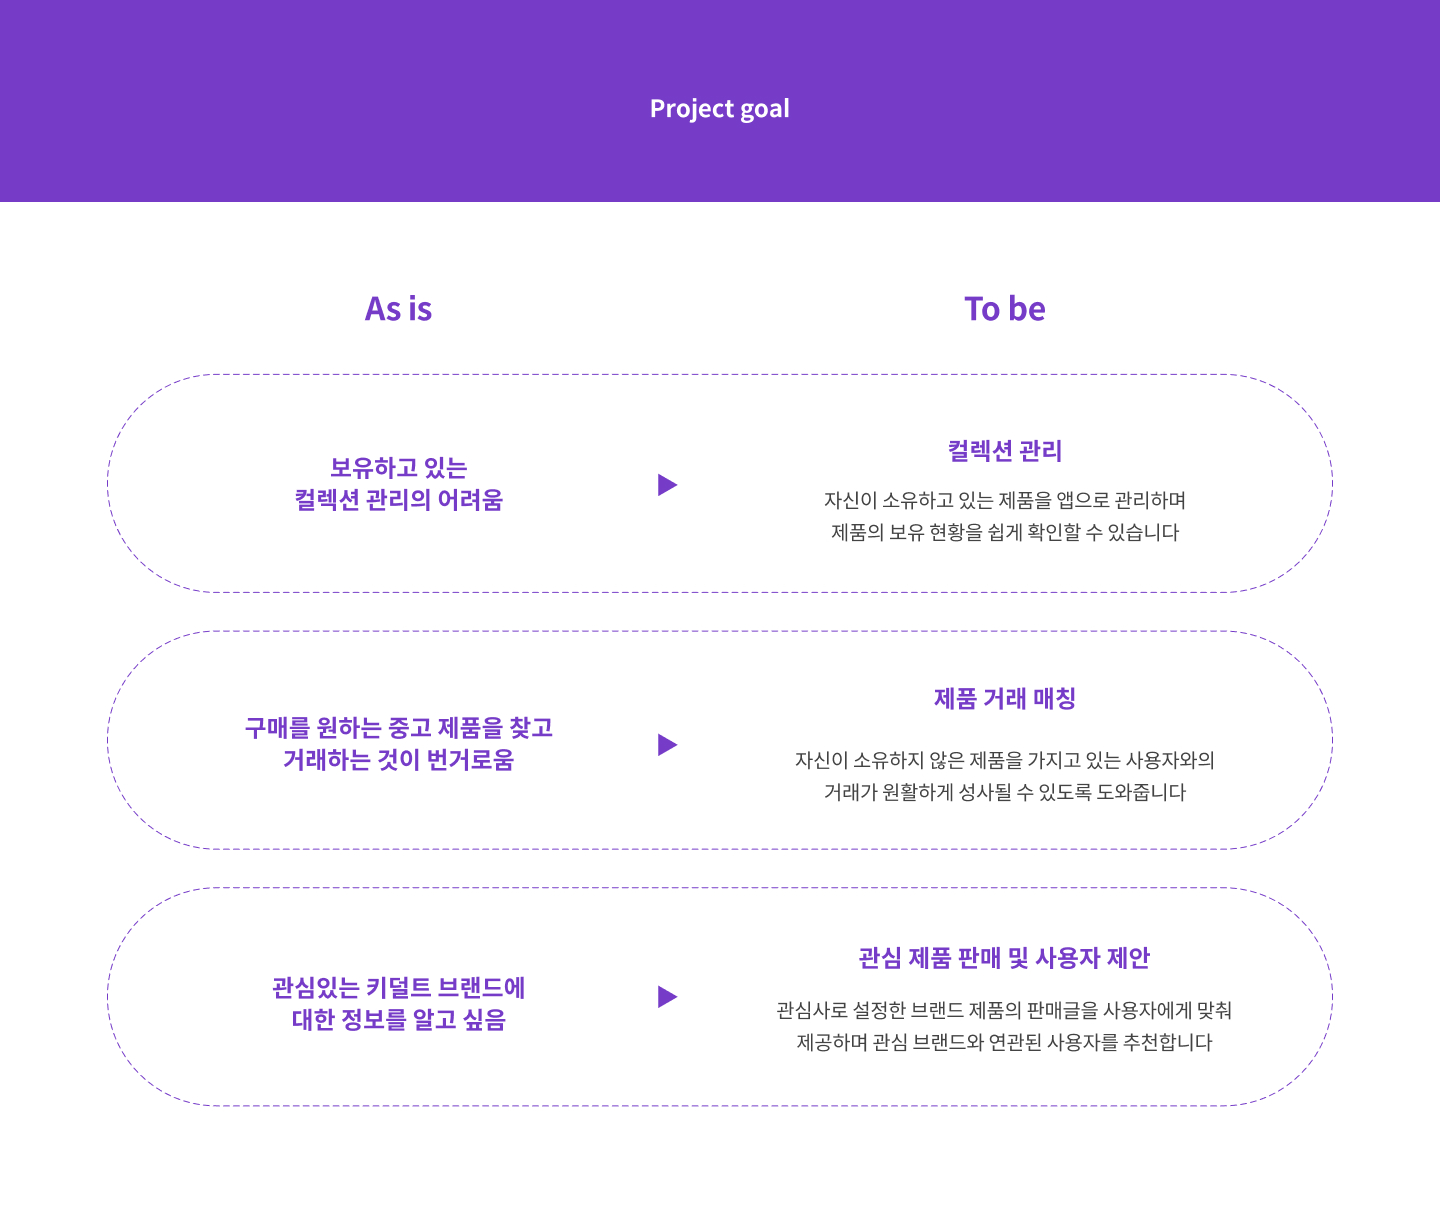 Project goal
As is
To be
보유하고 있는
컬렉션 관리의 어려움
컬렉션 관리
자신이 소유하고 있는 제품을 앱으로 관리하며
제품의 보유 현황을 쉽게 확인할 수 있습니다
구매를 원하는 중고 제품을 찾고
거래하는 것이 번거로움
제품 거래 매칭
자신이 소유하지 않은 제품을 가지고 있는 사용자와의
거래가 원활하게 성사될 수 있도록 도와줍니다
관심있는 키덜트 브랜드에
대한 정보를 알고 싶음
관심 제품 판매 및 사용자 제안
관심사로 설정한 브랜드 제품의 판매글을 사용자에게 맞춰
제공하며 관심 브랜드와 연관된 사용자를 추천합니다